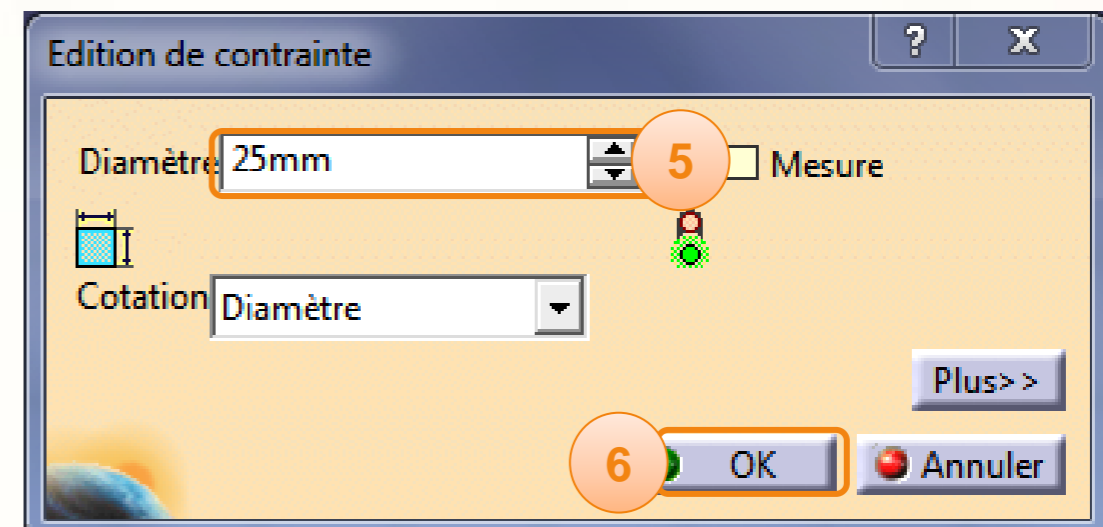 Edition de contrainte ? X
Diamètre 25mm 5 Mesure
Cotation Diamètre
Plus>>
6 OK Annuler